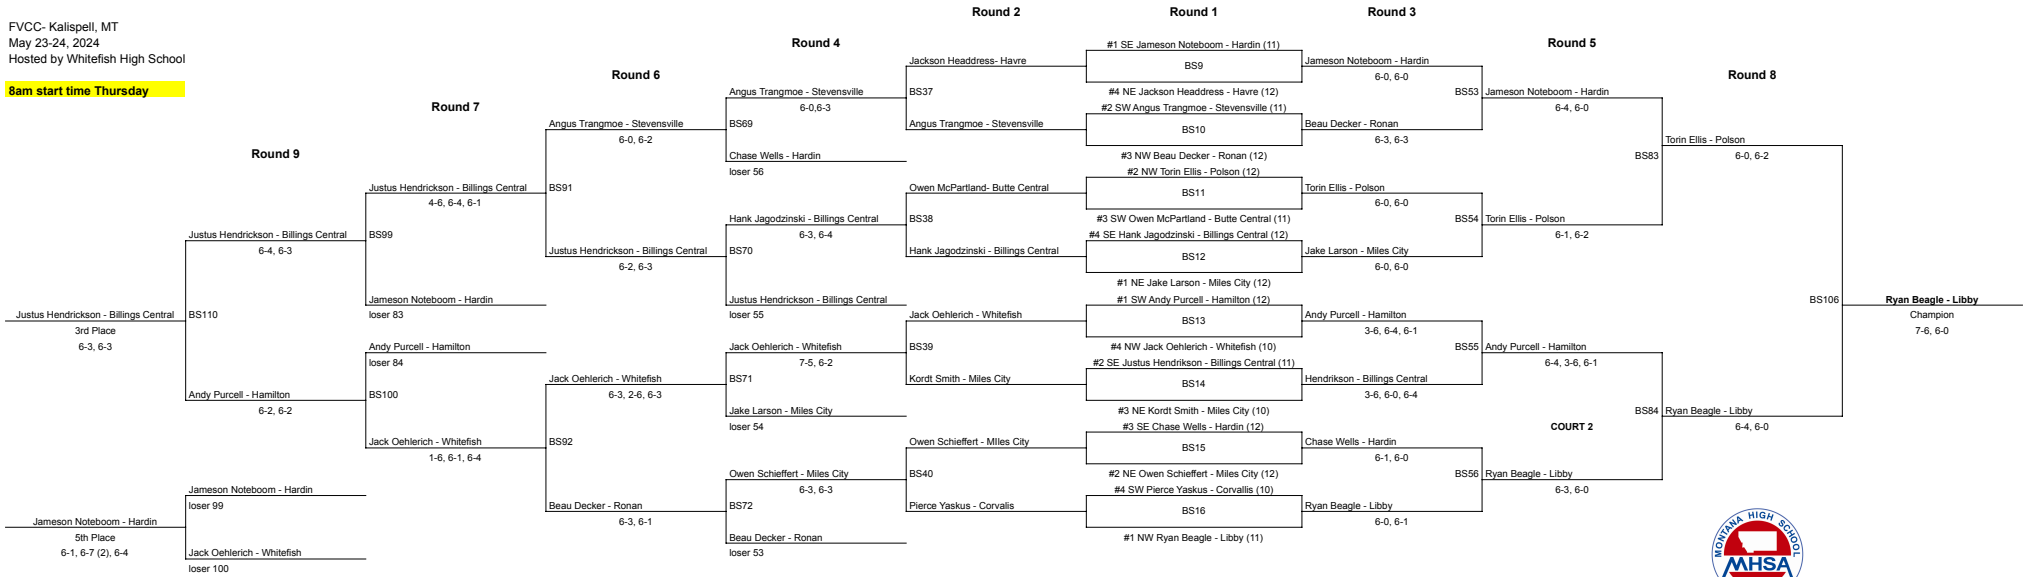 FVCC- Kalispell, MT
May 23-24, 2024
Hosted by Whitefish High School
8am start time Thursday
Round 9
Justus Hendrickson - Billings Central
3rd Place
6-3, 6-3
BS110
Justus Hendrickson - Billings Central
6-4, 6-3
Andy Purcell - Hamilton
6-2, 6-2
Jameson Noteboom - Hardin
5th Place
6-1, 6-7 (2), 6-4
Jameson Noteboom - Hardin
loser 99
Jack Oehlerich - Whitefish
loser 100
Round 7
Justus Hendrickson - Billings Central
4-6, 6-4, 6-1
BS99
Jameson Noteboom - Hardin
loser 83
Andy Purcell - Hamilton
loser 84
BS100
Jack Oehlerich - Whitefish
1-6, 6-1, 6-4
Round 6
Angus Trangmoe - Stevensville
6-0, 6-2
BS91
Justus Hendrickson - Billings Central
6-2, 6-3
Jack Oehlerich - Whitefish
6-3, 2-6, 6-3
BS92
Beau Decker - Ronan
6-3, 6-1
Round 4
Angus Trangmoe - Stevensville
6-0,6-3
BS69
Chase Wells - Hardin
loser 56
Hank Jagodzinski - Billings Central
6-3, 6-4
BS70
Justus Hendrickson - Billings Central
loser 55
Jack Oehlerich - Whitefish
7-5, 6-2
BS71
Jake Larson - Miles City
loser 54
Owen Schieffert - Miles City
6-3, 6-3
BS72
Beau Decker - Ronan
loser 53
Round 2
Jackson Headdress- Havre
BS37
Angus Trangmoe - Stevensville
Owen McPartland- Butte Central
BS38
Hank Jagodzinski - Billings Central
Jack Oehlerich - Whitefish
BS39
Kordt Smith - Miles City
Owen Schieffert - MIles City
BS40
Pierce Yaskus - Corvalis
Round 1
#1 SE Jameson Noteboom - Hardin (11)
BS9
#4 NE Jackson Headdress - Havre (12)
#2 SW Angus Trangmoe - Stevensville (11)
BS10
#3 NW Beau Decker - Ronan (12)
#2 NW Torin Ellis - Polson (12)
BS11
#3 SW Owen McPartland - Butte Central (11)
#4 SE Hank Jagodzinski - Billings Central (12)
BS12
#1 NE Jake Larson - Miles City (12)
#1 SW Andy Purcell - Hamilton (12)
BS13
#4 NW Jack Oehlerich - Whitefish (10)
#2 SE Justus Hendrikson - Billings Central (11)
BS14
#3 NE Kordt Smith - Miles City (10)
#3 SE Chase Wells - Hardin (12)
BS15
#2 NE Owen Schieffert - Miles City (12)
#4 SW Pierce Yaskus - Corvallis (10)
BS16
#1 NW Ryan Beagle - Libby (11)
Round 3
Jameson Noteboom - Hardin
6-0, 6-0
BS53
Beau Decker - Ronan
6-3, 6-3
Torin Ellis - Polson
6-0, 6-0
BS54
Jake Larson - Miles City
6-0, 6-0
Andy Purcell - Hamilton
3-6, 6-4, 6-1
BS55
Hendrikson - Billings Central
3-6, 6-0, 6-4
Chase Wells - Hardin
6-1, 6-0
BS56
Ryan Beagle - Libby
6-0, 6-1
Round 5
Jameson Noteboom - Hardin
6-4, 6-0
BS83
Torin Ellis - Polson
6-1, 6-2
Andy Purcell - Hamilton
6-4, 3-6, 6-1
BS84
COURT 2
Ryan Beagle - Libby
6-3, 6-0
Round 8
Torin Ellis - Polson
6-0, 6-2
BS106
Ryan Beagle - Libby
6-4, 6-0
Ryan Beagle - Libby
Champion
7-6, 6-0
MONTANA HIGH SCHOOL
MHSA